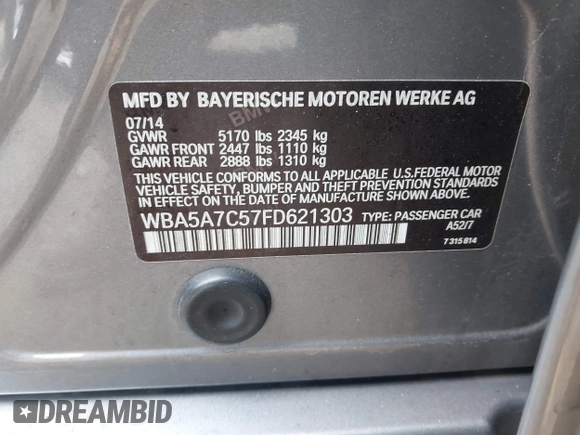 MFD BY BAYERISCHE MOTOREN WERKE AG
07/14
GVWR 5170 lbs 2345 kg
GAWR FRONT 2447 lbs 1110 kg
GAWR REAR 2888 lbs 1310 kg
THIS VEHICLE CONFORMS TO ALL APPLICABLE U.S.FEDERAL MOTOR
VEHICLE SAFETY, BUMPER AND THEFT PREVENTION STANDARDS
IN EFFECT ON THE DATE OF MANUFACTURE SHOWN ABOVE.
WBA5A7C57FD621303 TYPE: PASSENGER CAR
A52/7
7 315 814
DREAMBID